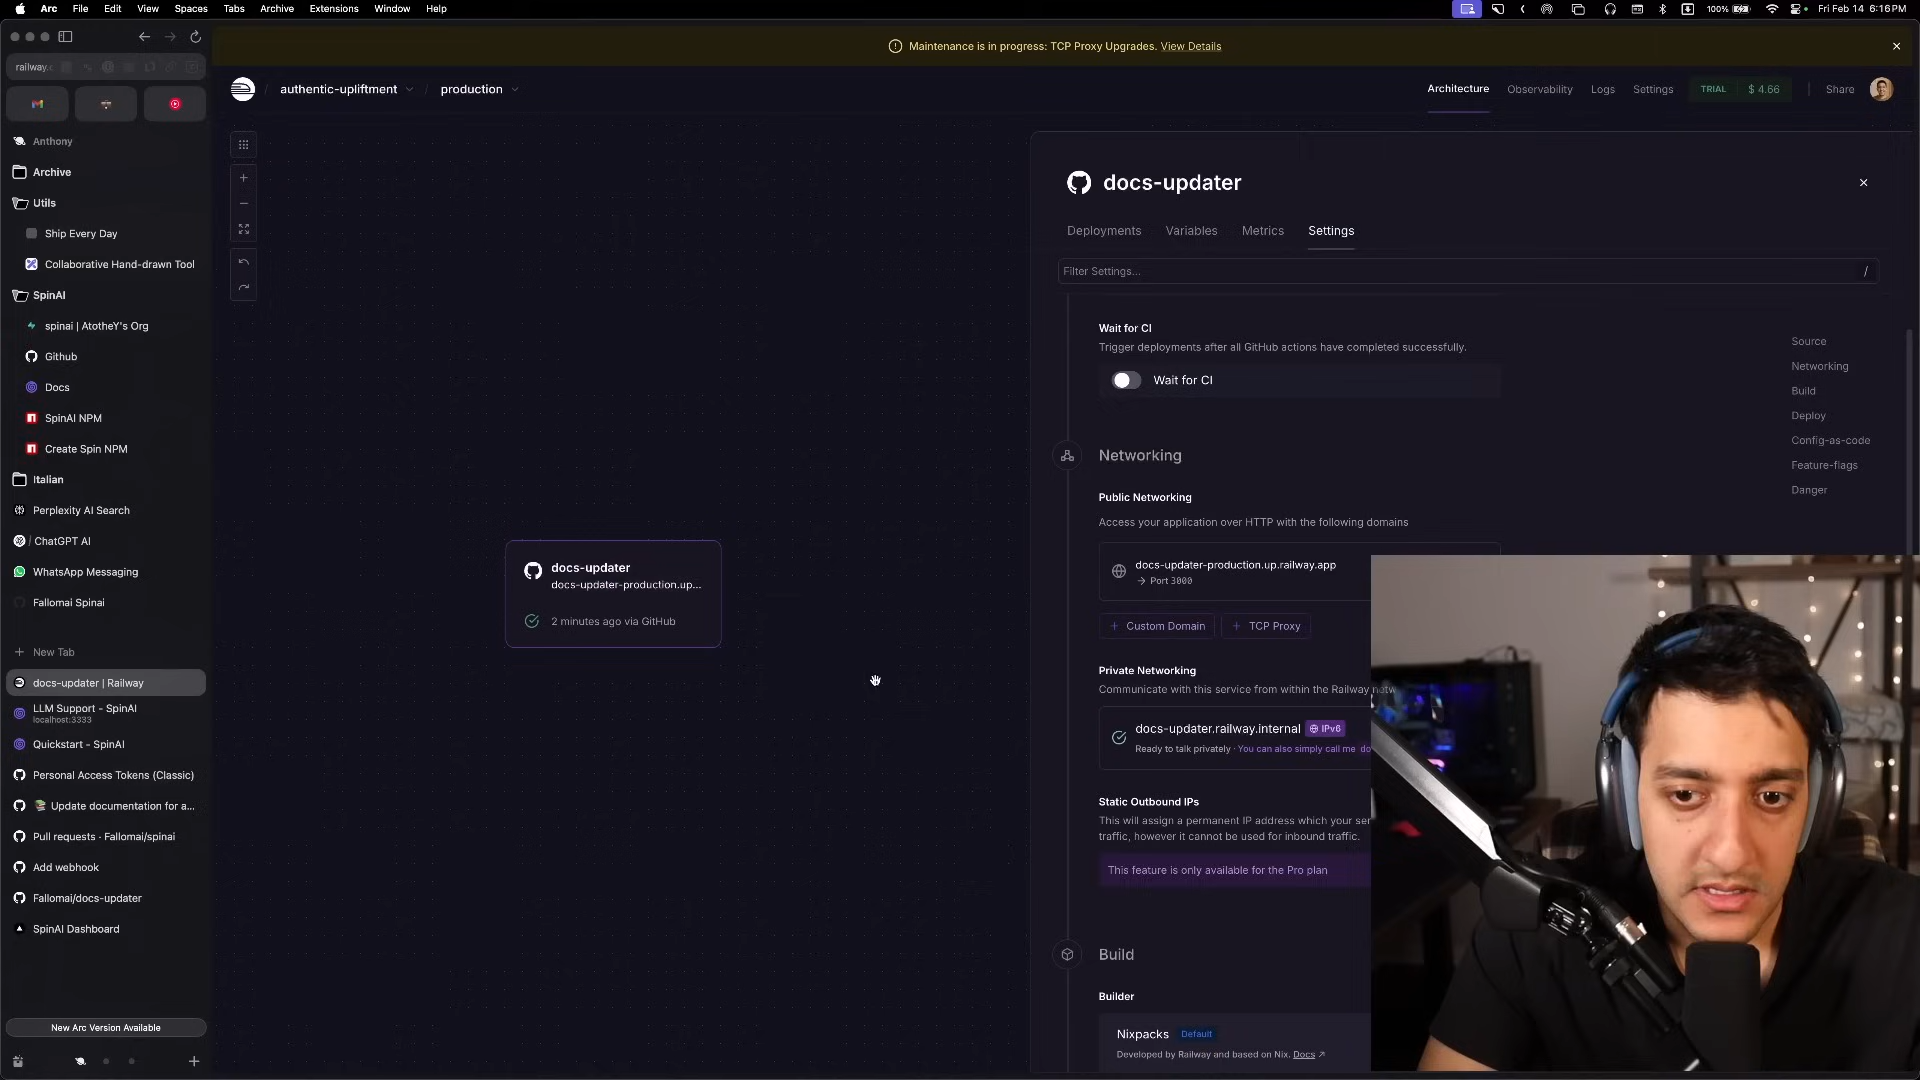 Arc File Edit View Spaces Tabs Archive Extensions Window Help
100% Fri Feb 14 6:16 PM
railway.c
Maintenance is in progress: TCP Proxy Upgrades. View Details
authentic-upliftment / production
Architecture Observability Logs Settings TRIAL $ 4.66 Share
Anthony
Archive
Utils
Ship Every Day
Collaborative Hand-drawn Tool
SpinAI
spinai | AtotheY's Org
Github
Docs
SpinAI NPM
Create Spin NPM
Italian
Perplexity AI Search
/ ChatGPT AI
WhatsApp Messaging
Fallomai Spinai
New Tab
docs-updater | Railway
LLM Support - SpinAI
localhost:3333
Quickstart - SpinAI
Personal Access Tokens (Classic)
Update documentation for a...
Pull requests · Fallomai/spinai
Add webhook
Fallomai/docs-updater
SpinAI Dashboard
New Arc Version Available
docs-updater
docs-updater-production.up...
2 minutes ago via GitHub
docs-updater
Deployments Variables Metrics Settings
Filter Settings... /
Wait for CI
Trigger deployments after all GitHub actions have completed successfully.
Wait for CI
Networking
Public Networking
Access your application over HTTP with the following domains
docs-updater-production.up.railway.app
Port 3000
Custom Domain TCP Proxy
Private Networking
Communicate with this service from within the Railway netw
docs-updater.railway.internal IPv6
Ready to talk privately · You can also simply call me do
Static Outbound IPs
This will assign a permanent IP address which your ser
traffic, however it cannot be used for inbound traffic.
This feature is only available for the Pro plan
Build
Builder
Nixpacks Default
Developed by Railway and based on Nix. Docs
Source
Networking
Build
Deploy
Config-as-code
Feature-flags
Danger